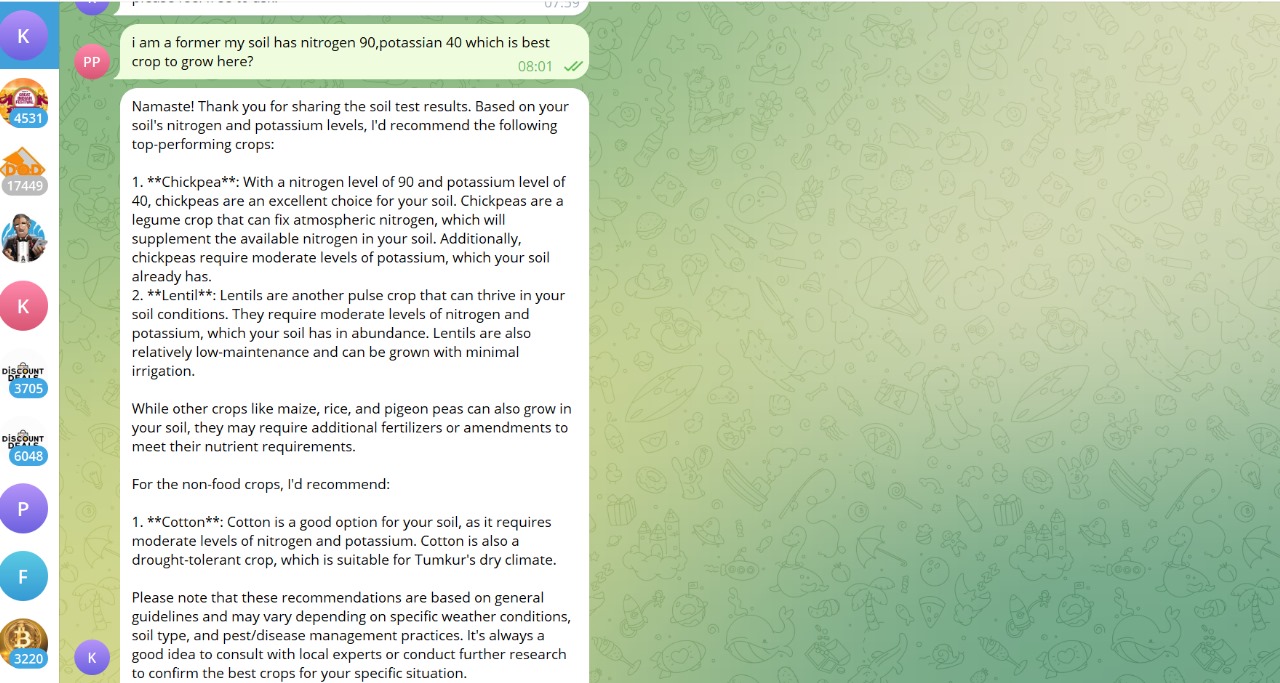 K
07:59
PP
i am a former my soil has nitrogen 90,potassian 40 which is best
crop to grow here?
08:01
Namaste! Thank you for sharing the soil test results. Based on your
soil's nitrogen and potassium levels, I'd recommend the following
top-performing crops:
1. **Chickpea**: With a nitrogen level of 90 and potassium level of
40, chickpeas are an excellent choice for your soil. Chickpeas are a
legume crop that can fix atmospheric nitrogen, which will
supplement the available nitrogen in your soil. Additionally,
chickpeas require moderate levels of potassium, which your soil
already has.
2. **Lentil**: Lentils are another pulse crop that can thrive in your
soil conditions. They require moderate levels of nitrogen and
potassium, which your soil has in abundance. Lentils are also
relatively low-maintenance and can be grown with minimal
irrigation.
While other crops like maize, rice, and pigeon peas can also grow in
your soil, they may require additional fertilizers or amendments to
meet their nutrient requirements.
For the non-food crops, I'd recommend:
1. **Cotton**: Cotton is a good option for your soil, as it requires
moderate levels of nitrogen and potassium. Cotton is also a
drought-tolerant crop, which is suitable for Tumkur's dry climate.
Please note that these recommendations are based on general
guidelines and may vary depending on specific weather conditions,
soil type, and pest/disease management practices. It's always a
good idea to consult with local experts or conduct further research
to confirm the best crops for your specific situation.
K
4531
17449
K
DISCOUNT
DEALS
3705
DISCOUNT
DEALS
6048
P
F
3220